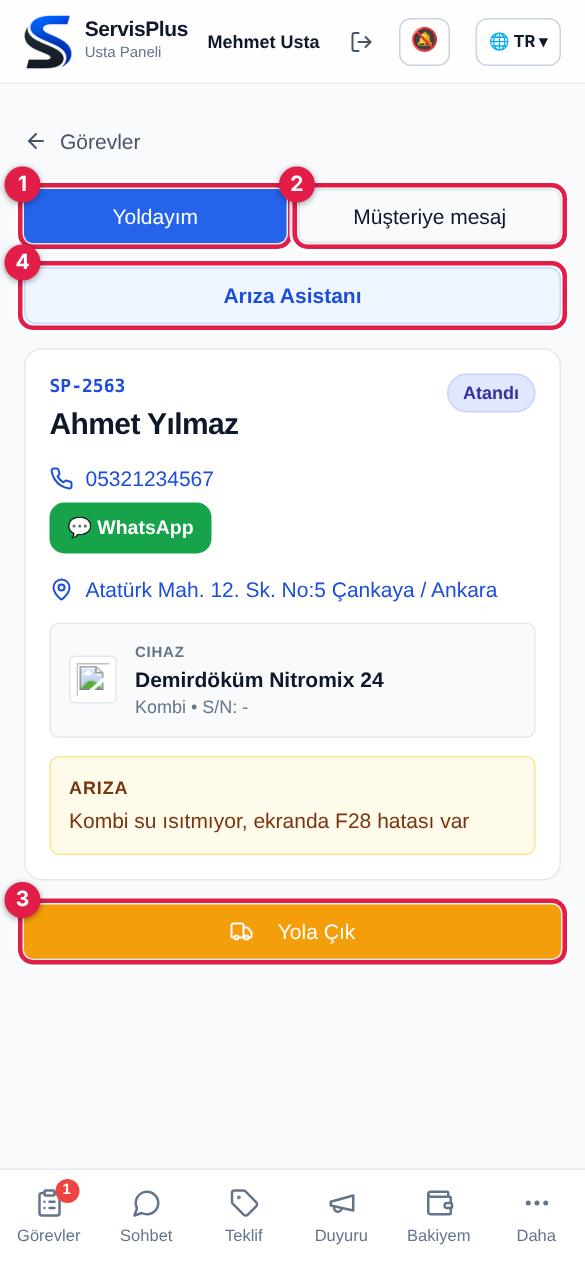 ServisPlus
Usta Paneli
Mehmet Usta
TR ▾
Görevler
1
Yoldayım
2
Müşteriye mesaj
4
Arıza Asistanı
SP-2563
Atandı
Ahmet Yılmaz
05321234567
WhatsApp
Atatürk Mah. 12. Sk. No:5 Çankaya / Ankara
CIHAZ
Demirdöküm Nitromix 24
Kombi • S/N: -
ARIZA
Kombi su ısıtmıyor, ekranda F28 hatası var
3
Yola Çık
1
Görevler
Sohbet
Teklif
Duyuru
Bakiyem
Daha